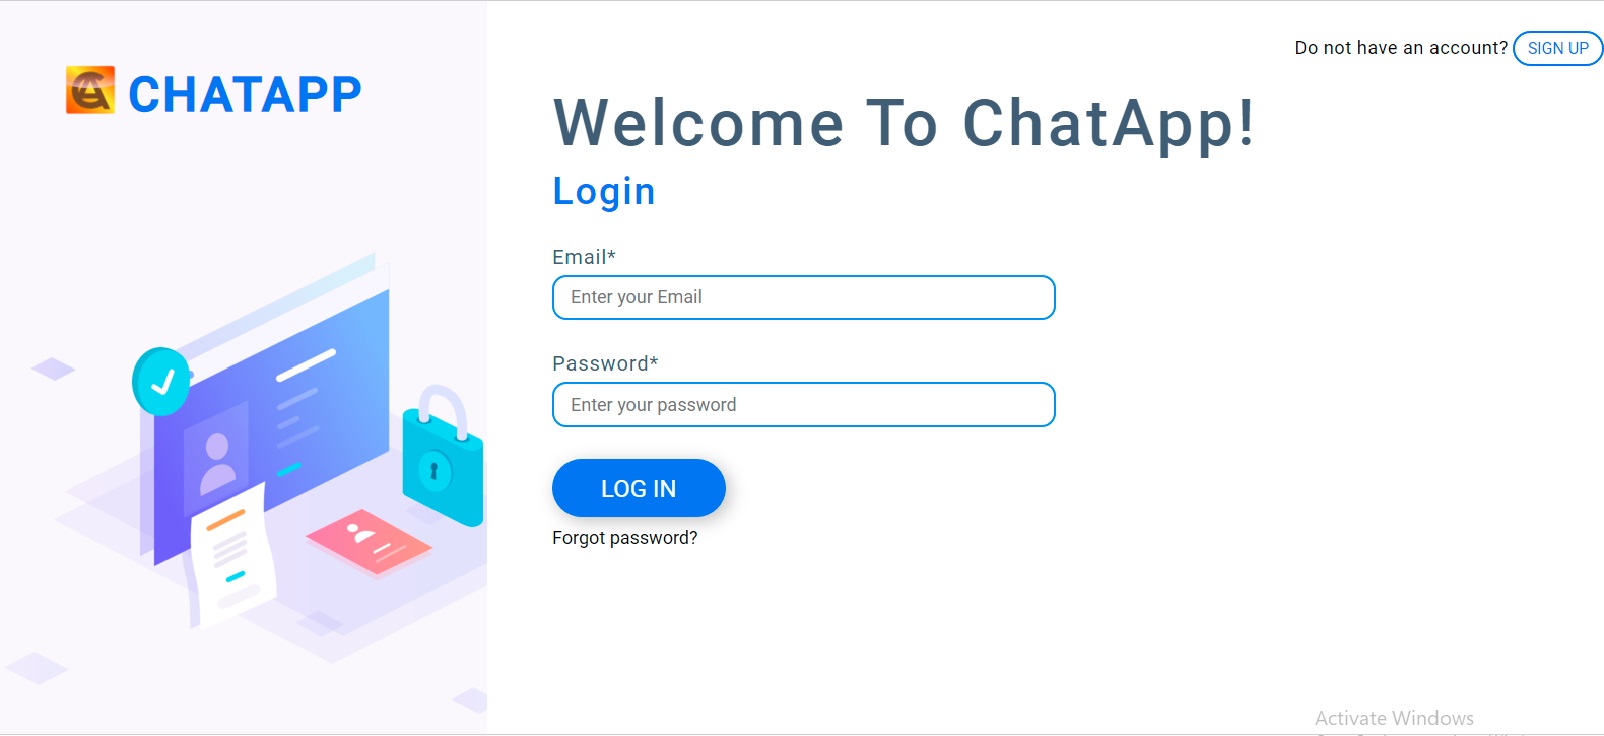 CHATAPP
Do not have an account? SIGN UP
Welcome To ChatApp!
Login
Email*
Enter your Email
Password*
Enter your password
LOG IN
Forgot password?
Activate Windows